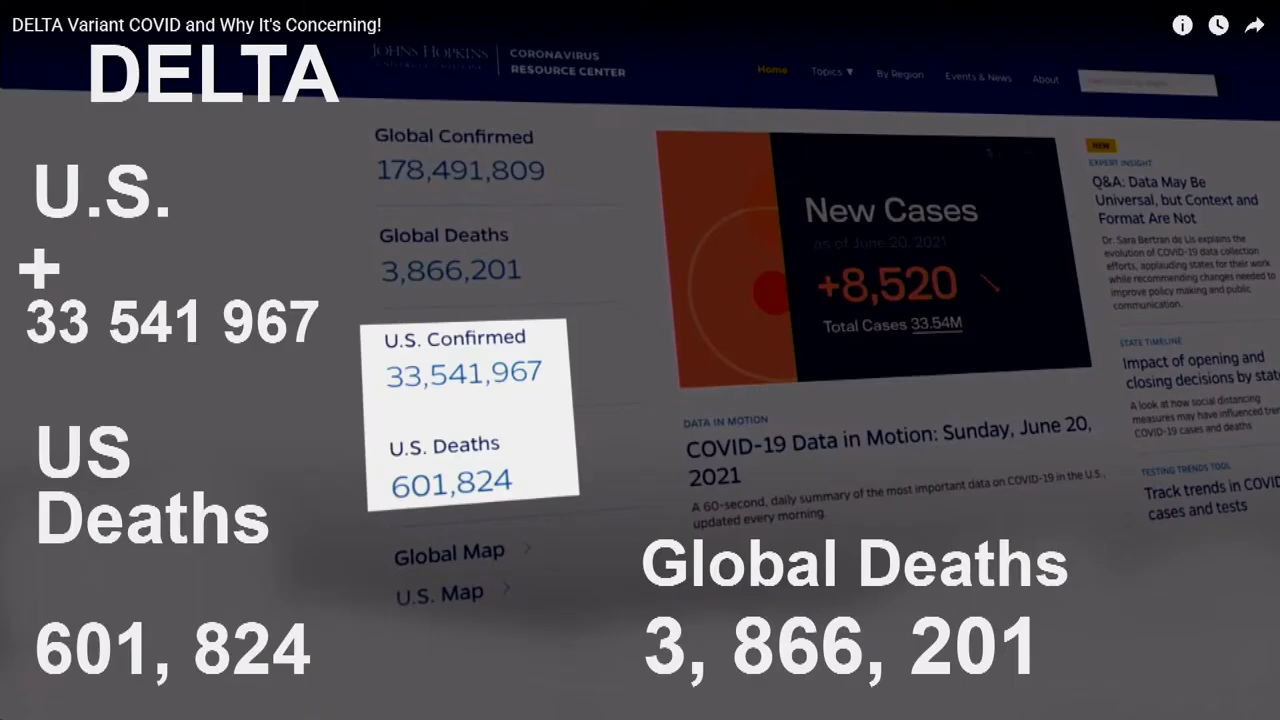 DELTA Variant COVID and Why It's Concerning!
DELTA
U.S.
+
33 541 967
US
Deaths
601, 824
JOHNS HOPKINS
CORONAVIRUS
RESOURCE CENTER
Home
Topics ▼
By Region
Events & News
About
Global Confirmed
178,491,809
Global Deaths
3,866,201
U.S. Confirmed
33,541,967
U.S. Deaths
601,824
Global Map
U.S. Map
New Cases
as of June 20, 2021
+8,520
Total Cases 33.54M
DATA IN MOTION
COVID-19 Data in Motion: Sunday, June 20,
2021
A 60-second, daily summary of the most important data on COVID-19 in the U.S.,
updated every morning.
NEW
EXPERT INSIGHT
Q&A: Data May Be
Universal, but Context and
Format Are Not
Dr. Sara Bertran de Lis explains the
evolution of COVID-19 data collection
efforts, applauding states for their work
while recommending changes needed to
improve policy making and public
communication.
STATE TIMELINE
Impact of opening and
closing decisions by state
A look at how social distancing
measures may have influenced
COVID-19 cases and deaths
TESTING TRENDS TOOL
Track trends in COVID
cases and tests
Global Deaths
3, 866, 201